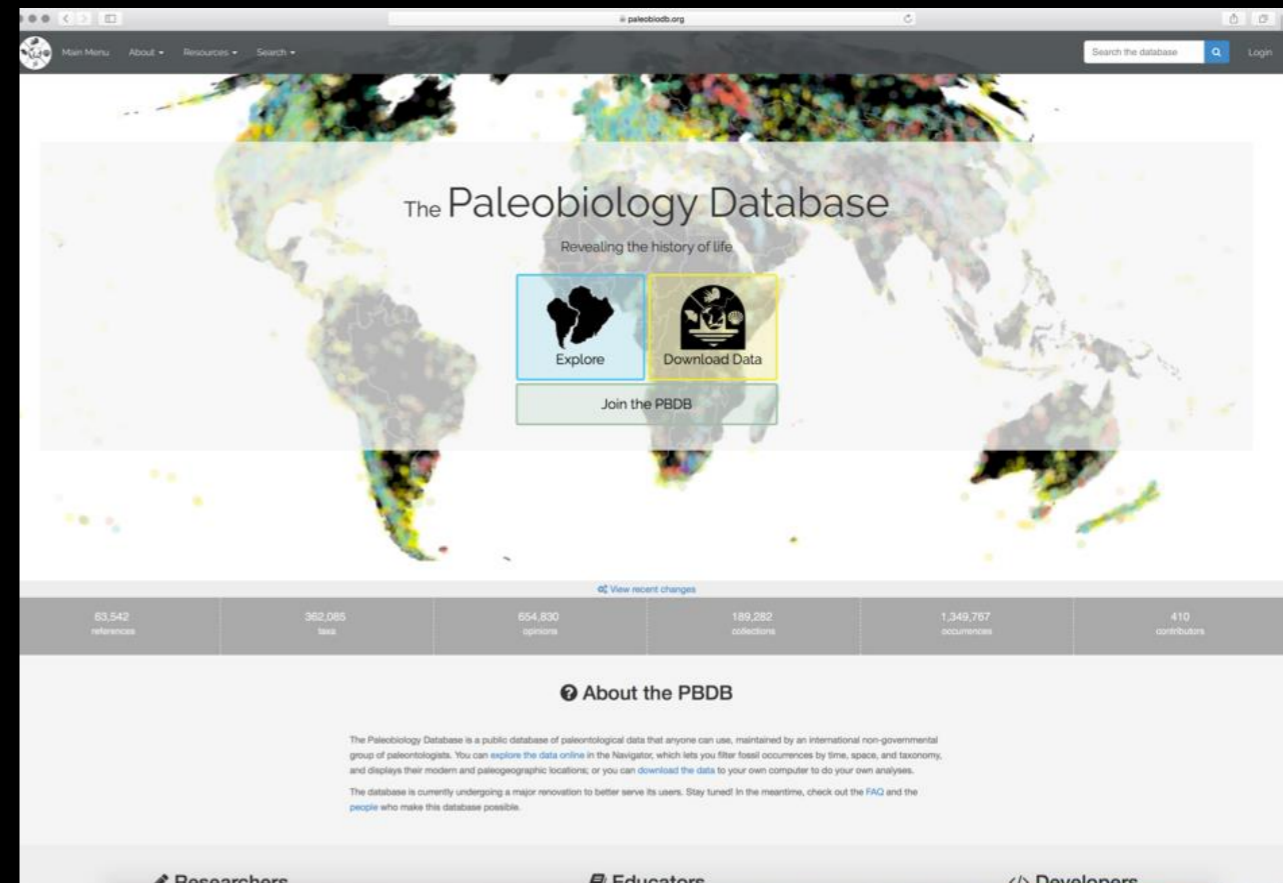 paleobiodb.org
Main Menu About Resources Search Search the database Login
The Paleobiology Database
Revealing the history of life
Explore Download Data
Join the PBDB
View recent changes
63,542 362,085 654,830 189,282 1,349,767 410
references taxa opinions collections occurrences contributors
About the PBDB
The Paleobiology Database is a public database of paleontological data that anyone can use, maintained by an international non-governmental
group of paleontologists. You can explore the data online in the Navigator, which lets you filter fossil occurrences by time, space, and taxonomy,
and displays their modern and paleogeographic locations; or you can download the data to your own computer to do your own analyses.
The database is currently undergoing a major renovation to better serve its users. Stay tuned! In the meantime, check out the FAQ and the
people who make this database possible.
Researchers Educators </> Developers